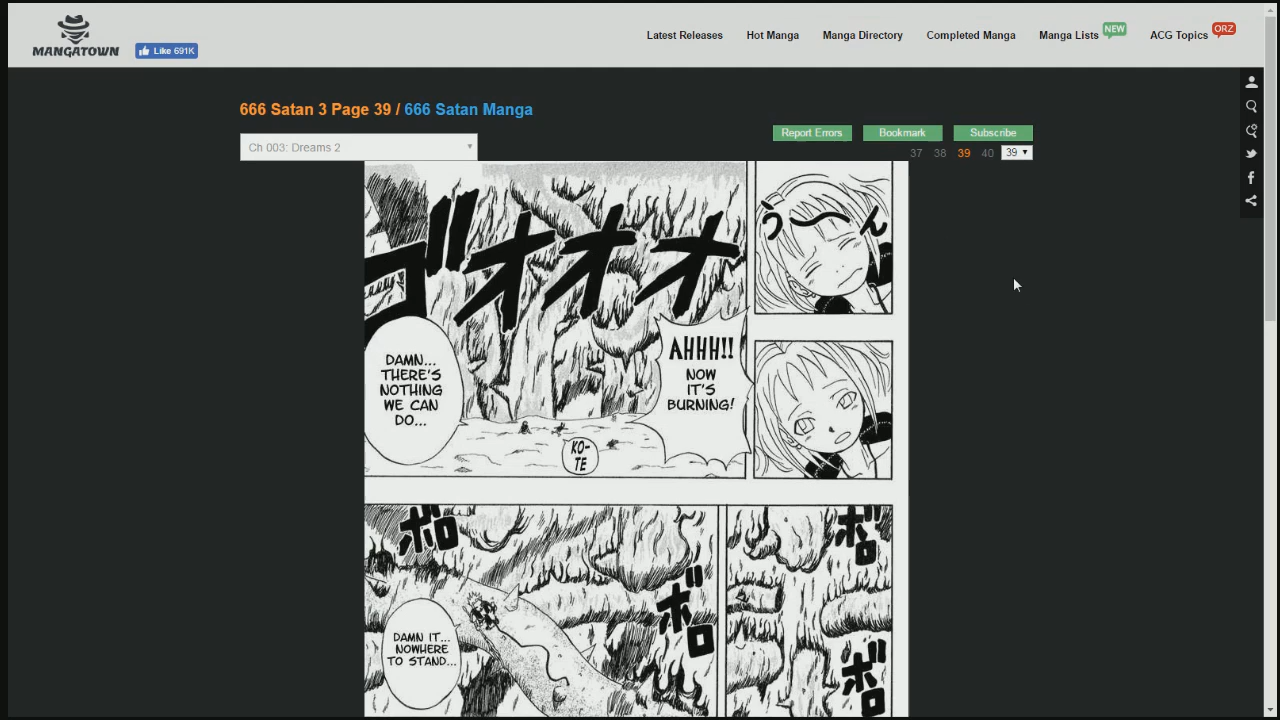 MANGATOWN
Like 691K
Latest Releases
Hot Manga
Manga Directory
Completed Manga
Manga Lists
NEW
ACG Topics
ORZ
666 Satan 3 Page 39 / 666 Satan Manga
Report Errors
Bookmark
Subscribe
Ch 003: Dreams 2
37 38 39 40 39
う～ん
ゴオオオ
AHHH!!
NOW
IT'S
BURNING!
DAMN...
THERE'S
NOTHING
WE CAN
DO...
KO-
TE
ボロ
ボロ
ボロ
ボロ
DAMN IT...
NOWHERE
TO STAND...